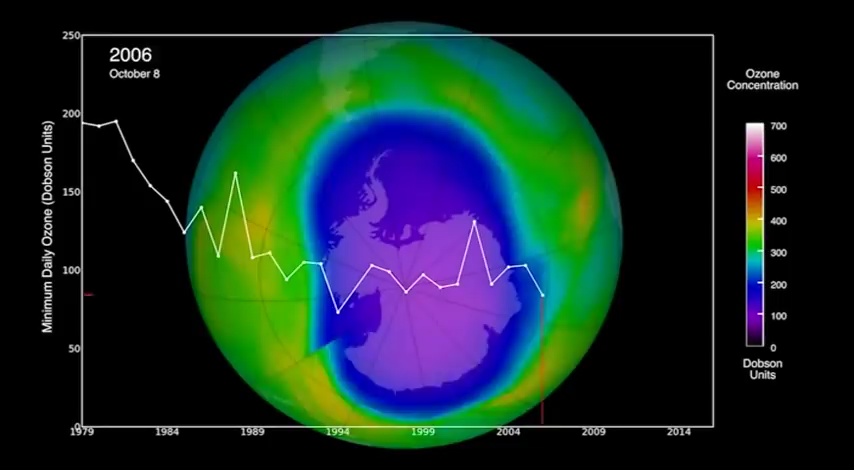 2006
October 8
Minimum Daily Ozone (Dobson Units)
250
200
150
100
50
0
1979 1984 1989 1994 1999 2004 2009 2014
Ozone
Concentration
700
600
500
400
300
200
100
0
Dobson
Units